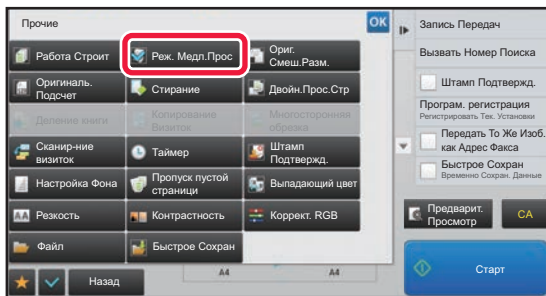 Прочие
OK
Работа Строит
Реж. Медл.Прос
Ориг.
Смеш.Разм.
Оригиналь.
Подсчет
Стирание
Двойн.Прос.Стр
Деление книги
Копирование
Визиток
Многосторонняя
обрезка
Сканир-ние
визиток
Таймер
Штамп
Подтвержд.
Настройка Фона
Пропуск пустой
страници
Выпадающий цвет
Резкость
Контрастность
Коррект. RGB
Файл
Быстрое Сохран
Назад
A4
A4
Запись Передач
Вызвать Номер Поиска
Штамп Подтвержд.
Програм. регистрация
Регистрировать Тек. Установки
Передать То Же Изоб.
как Адрес Факса
Быстрое Сохран
Временно Сохран. Данные
Предварит.
Просмотр
CA
Старт